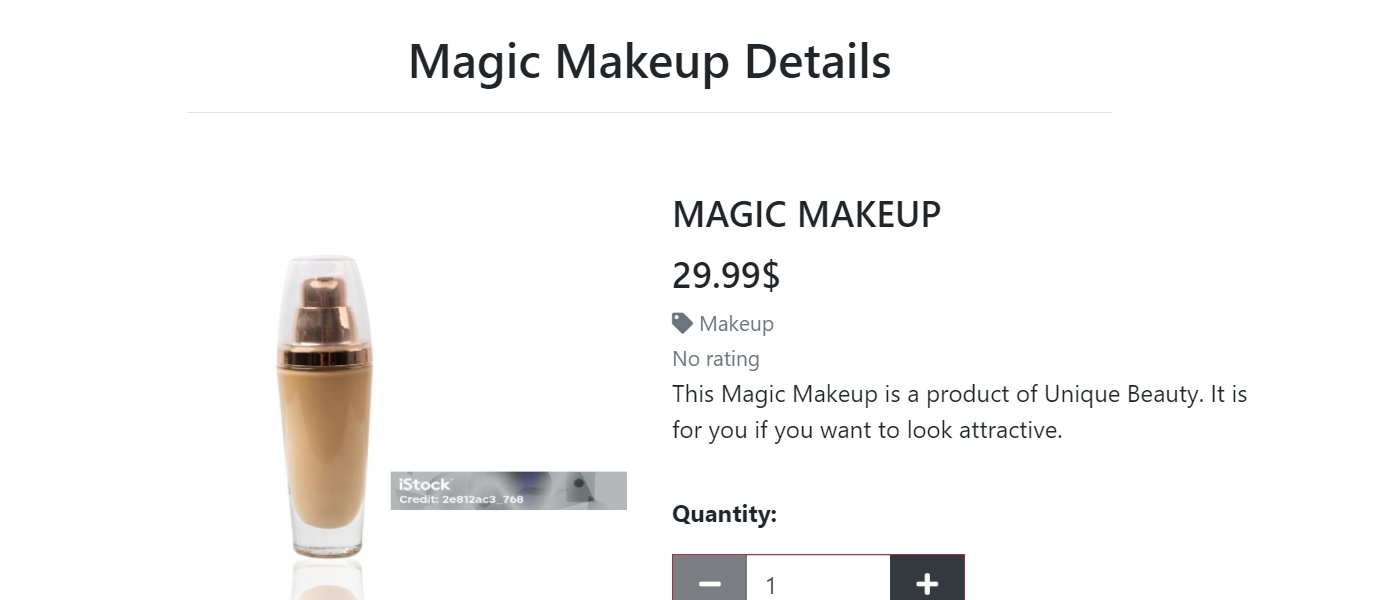 Magic Makeup Details
MAGIC MAKEUP
29.99$
Makeup
No rating
This Magic Makeup is a product of Unique Beauty. It is
for you if you want to look attractive.
iStock
Credit: 2e812ac3_768
Quantity:
1